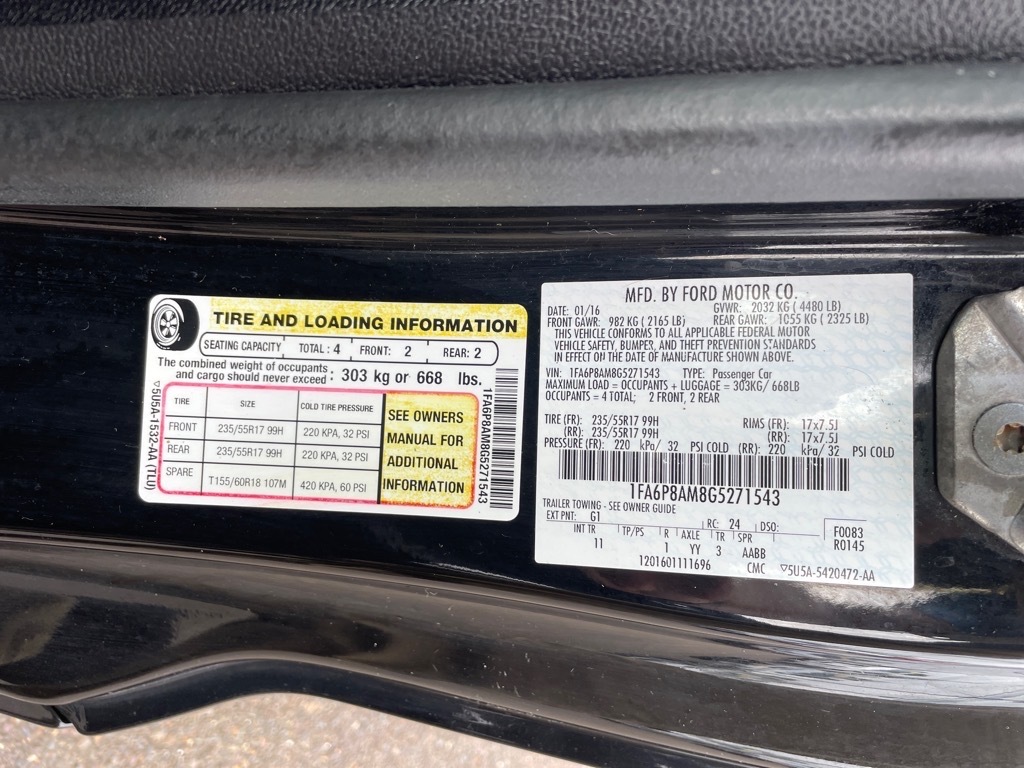 TIRE AND LOADING INFORMATION
SEATING CAPACITY TOTAL : 4 FRONT: 2 REAR: 2
The combined weight of occupants
and cargo should never exceed : 303 kg or 668 lbs.
TIRE SIZE COLD TIRE PRESSURE
FRONT 235/55R17 99H 220 KPA, 32 PSI
REAR 235/55R17 99H 220 KPA, 32 PSI
SPARE T155/60R18 107M 420 KPA, 60 PSI
SEE OWNERS
MANUAL FOR
ADDITIONAL
INFORMATION
5U5A-1532-AA (TLU)
1FA6P8AM8G5271543
MFD. BY FORD MOTOR CO.
DATE: 01/16 GVWR: 2032 KG ( 4480 LB)
FRONT GAWR: 982 KG ( 2165 LB) REAR GAWR: 1055 KG ( 2325 LB)
THIS VEHICLE CONFORMS TO ALL APPLICABLE FEDERAL MOTOR
VEHICLE SAFETY, BUMPER, AND THEFT PREVENTION STANDARDS
IN EFFECT ON THE DATE OF MANUFACTURE SHOWN ABOVE.
VIN: 1FA6P8AM8G5271543 TYPE: Passenger Car
MAXIMUM LOAD = OCCUPANTS + LUGGAGE = 303KG/ 668LB
OCCUPANTS = 4 TOTAL; 2 FRONT, 2 REAR
TIRE (FR): 235/55R17 99H RIMS (FR): 17x7.5J
(RR): 235/55R17 99H (RR): 17x7.5J
PRESSURE (FR): 220 kPa/ 32 PSI COLD (RR): 220 kPa/ 32 PSI COLD
1FA6P8AM8G5271543
TRAILER TOWING - SEE OWNER GUIDE
EXT PNT: G1 RC: 24 DSO: F0083
INT TR TP/PS R AXLE TR SPR R0145
11 1 YY 3 AABB
1201601111696 CMC ▽5U5A-5420472-AA